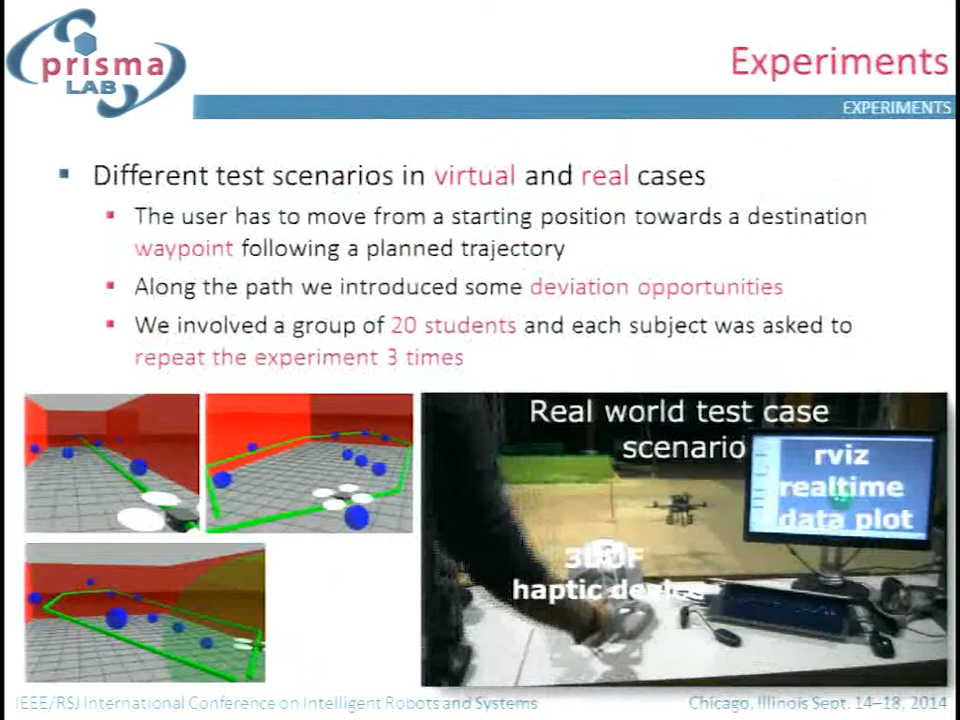 prisma
LAB
Experiments
EXPERIMENTS
Different test scenarios in virtual and real cases
The user has to move from a starting position towards a destination
waypoint following a planned trajectory
Along the path we introduced some deviation opportunities
We involved a group of 20 students and each subject was asked to
repeat the experiment 3 times
Real world test case
scenario
rviz
realtime
data plot
haptic device
IEEE/RSJ International Conference on Intelligent Robots and Systems
Chicago, Illinois Sept. 14–18, 2014